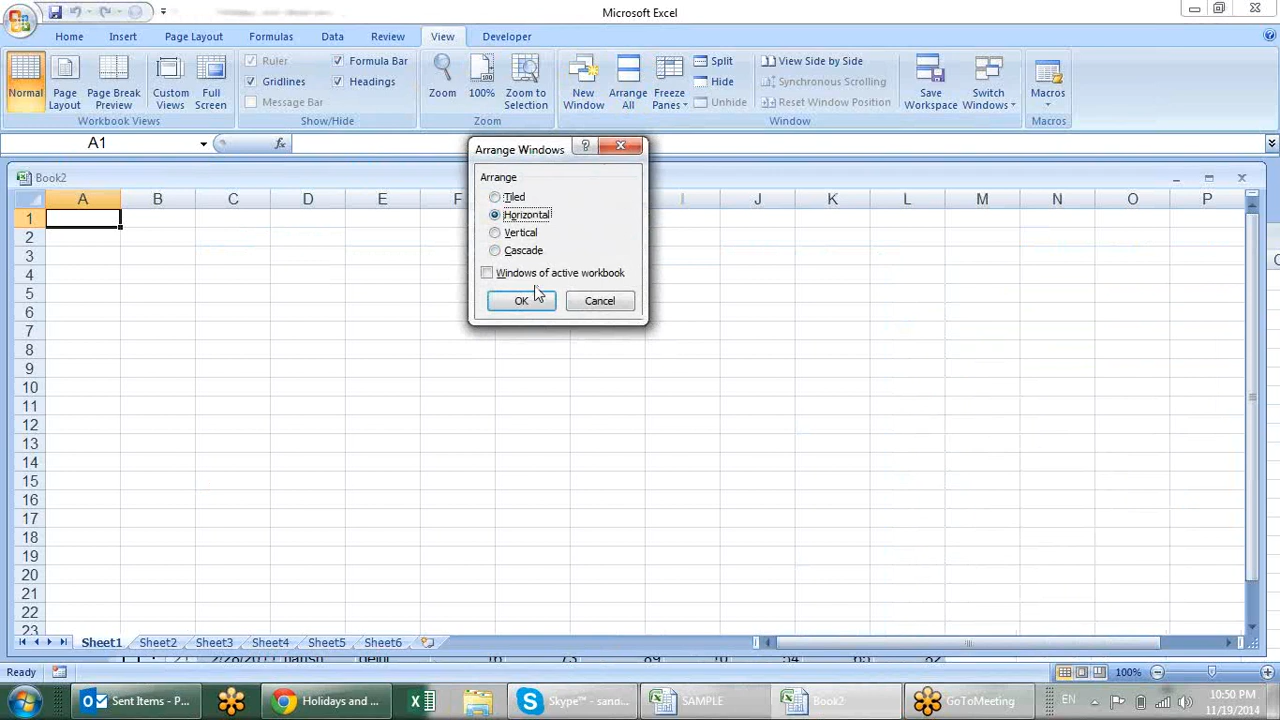 Microsoft Excel
Home Insert Page Layout Formulas Data Review View Developer
Normal Page Layout Page Break Preview Custom Views Full Screen
Ruler Formula Bar
Gridlines Headings
Message Bar
Zoom 100% Zoom to Selection
New Window Arrange All Freeze Panes
Split
Hide
Unhide
View Side by Side
Synchronous Scrolling
Reset Window Position
Save Workspace Switch Windows Macros
Workbook Views Show/Hide Zoom Window Macros
A1 fx
Arrange Windows
Arrange
Tiled
Horizontal
Vertical
Cascade
Windows of active workbook
OK Cancel
Book2
A B C D E F I J K L M N O P
1
2
3
4
5
6
7
8
9
10
11
12
13
14
15
16
17
18
19
20
21
22
23
Sheet1 Sheet2 Sheet3 Sheet4 Sheet5 Sheet6
Ready 100%
Sent Items - P... Holidays and ... Skype™ - sano... SAMPLE Book2 GoToMeeting EN
10:50 PM
11/19/2014